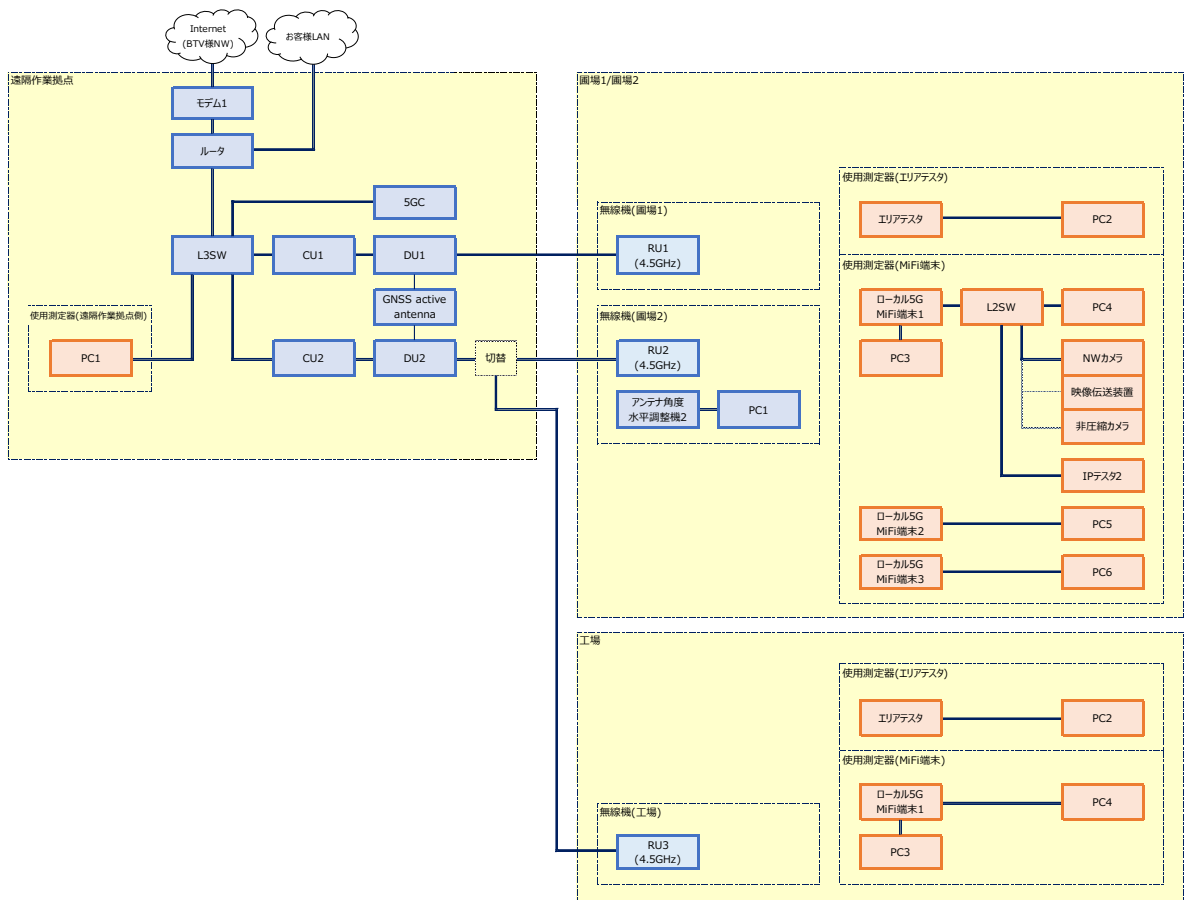 Internet
(BTV様NW)
お客様LAN
遠隔作業拠点
モデム1
ルータ
5GC
L3SW
CU1
DU1
GNSS active
antenna
使用測定器(遠隔作業拠点側)
PC1
CU2
DU2
切替
圃場1/圃場2
無線機(圃場1)
RU1
(4.5GHz)
無線機(圃場2)
RU2
(4.5GHz)
アンテナ角度
水平調整機2
PC1
使用測定器(エリアテスタ)
エリアテスタ
PC2
使用測定器(MiFi端末)
ローカル5G
MiFi端末1
L2SW
PC4
PC3
NWカメラ
映像伝送装置
非圧縮カメラ
IPテスタ2
ローカル5G
MiFi端末2
PC5
ローカル5G
MiFi端末3
PC6
工場
無線機(工場)
RU3
(4.5GHz)
使用測定器(エリアテスタ)
エリアテスタ
PC2
使用測定器(MiFi端末)
ローカル5G
MiFi端末1
PC4
PC3